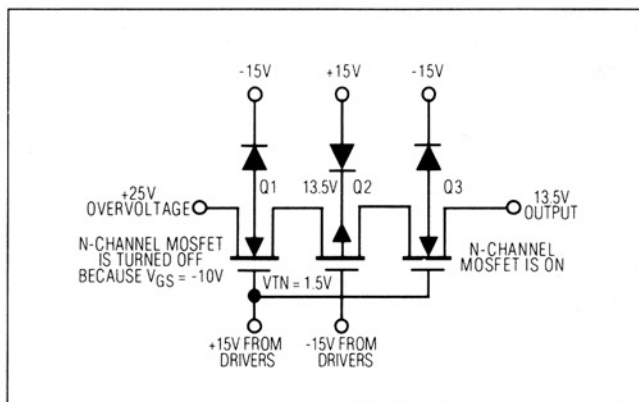 -15V
+15V
-15V
+25V
OVERVOLTAGE
Q1
13.5V
Q2
Q3
13.5V
OUTPUT
N-CHANNEL MOSFET
IS TURNED OFF
BECAUSE VGS = -10V
VTN = 1.5V
N-CHANNEL
MOSFET IS ON
+15V FROM
DRIVERS
-15V FROM
DRIVERS